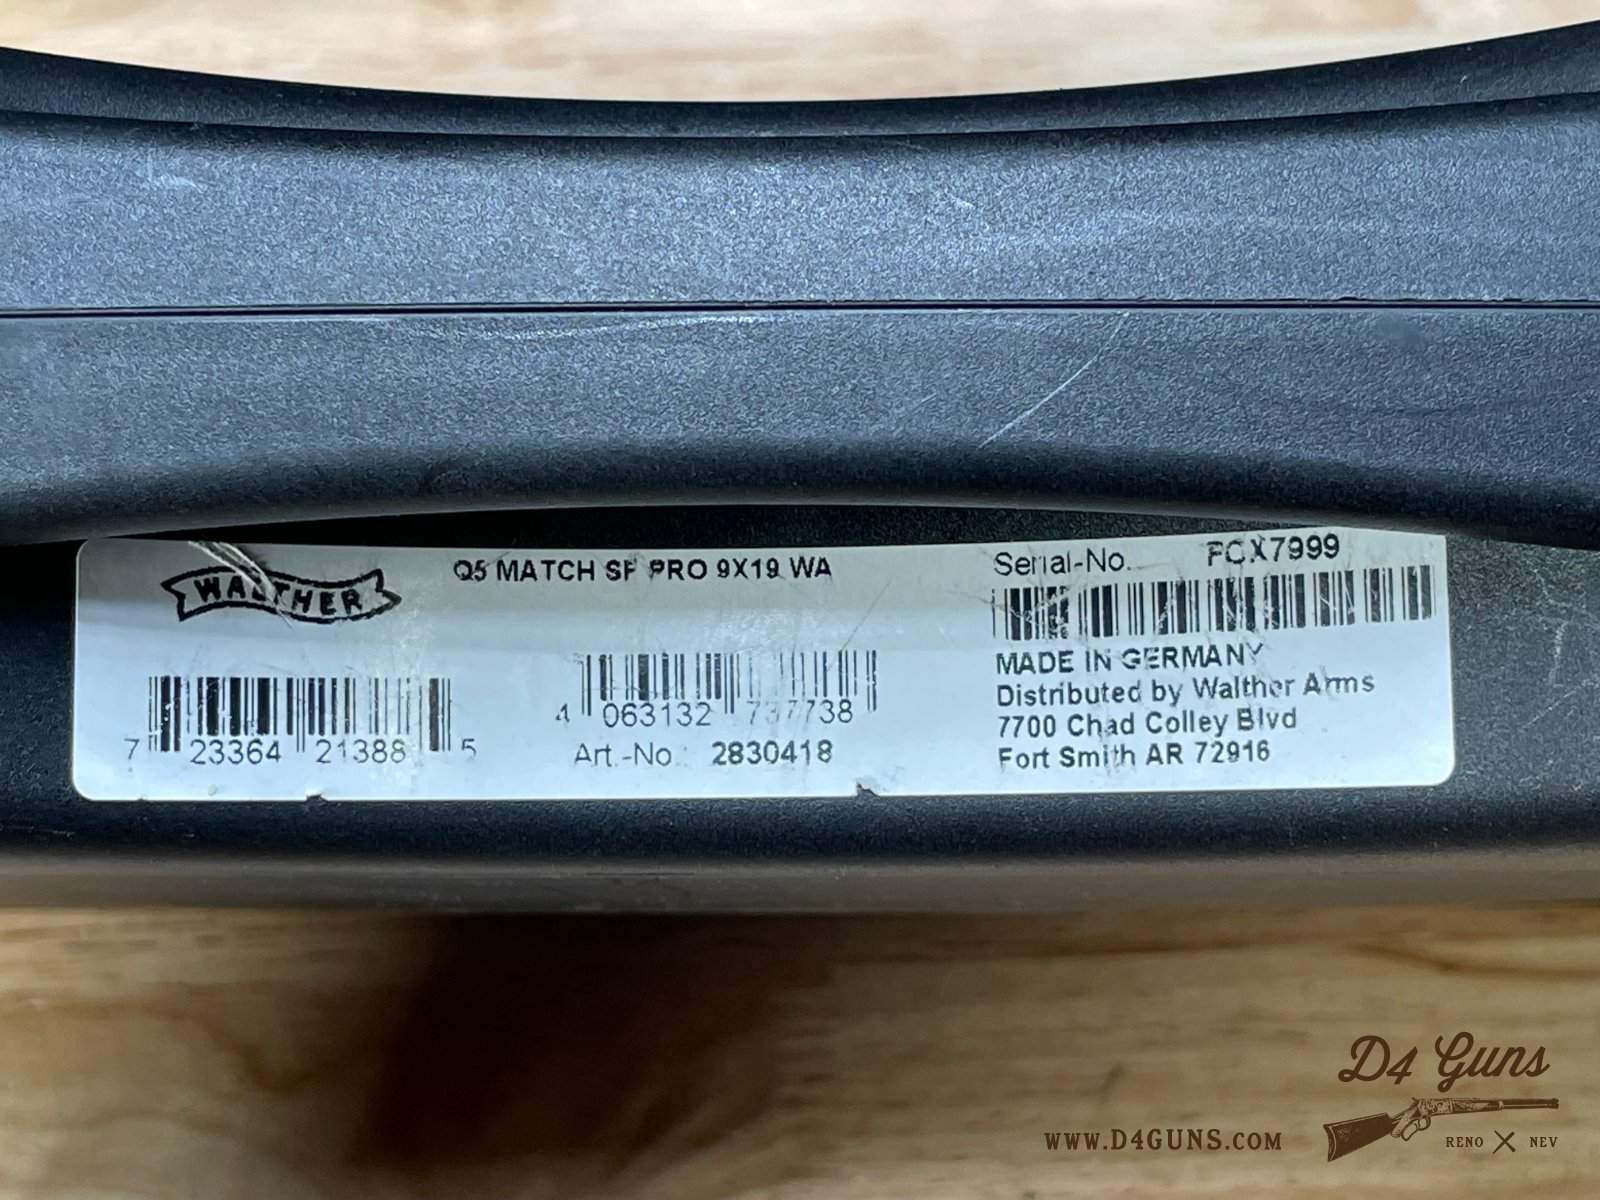 WALTHER
Q5 MATCH SF PRO 9X19 WA
Serial-No. FCX7999
MADE IN GERMANY
Distributed by Walther Arms
7700 Chad Colley Blvd
Fort Smith AR 72916
7 23364 21388 5
4 063132 737738
Art.-No.: 2830418
D4 Guns
WWW.D4GUNS.COM
RENO NEV